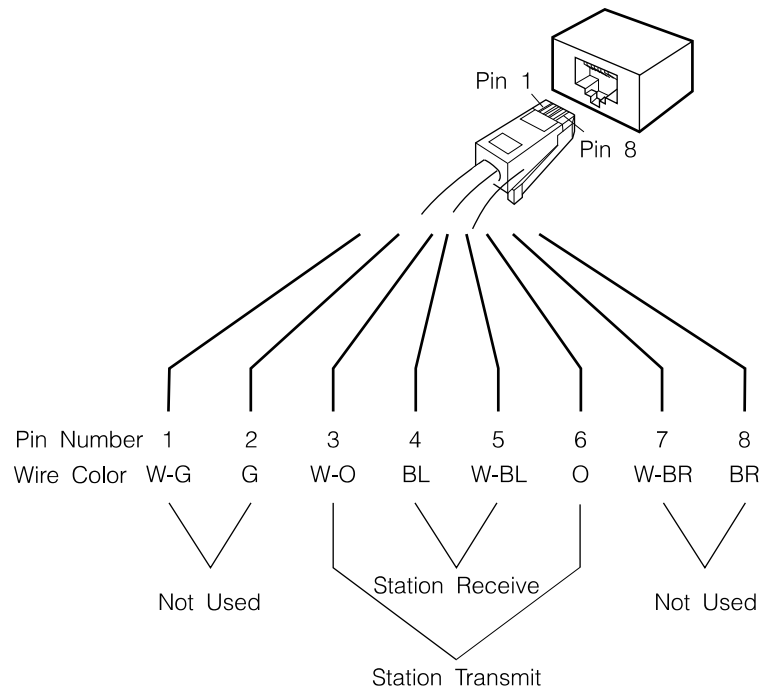 Pin 1
Pin 8
Pin Number 1 2 3 4 5 6 7 8
Wire Color W-G G W-O BL W-BL O W-BR BR
Station Receive
Not Used Not Used
Station Transmit